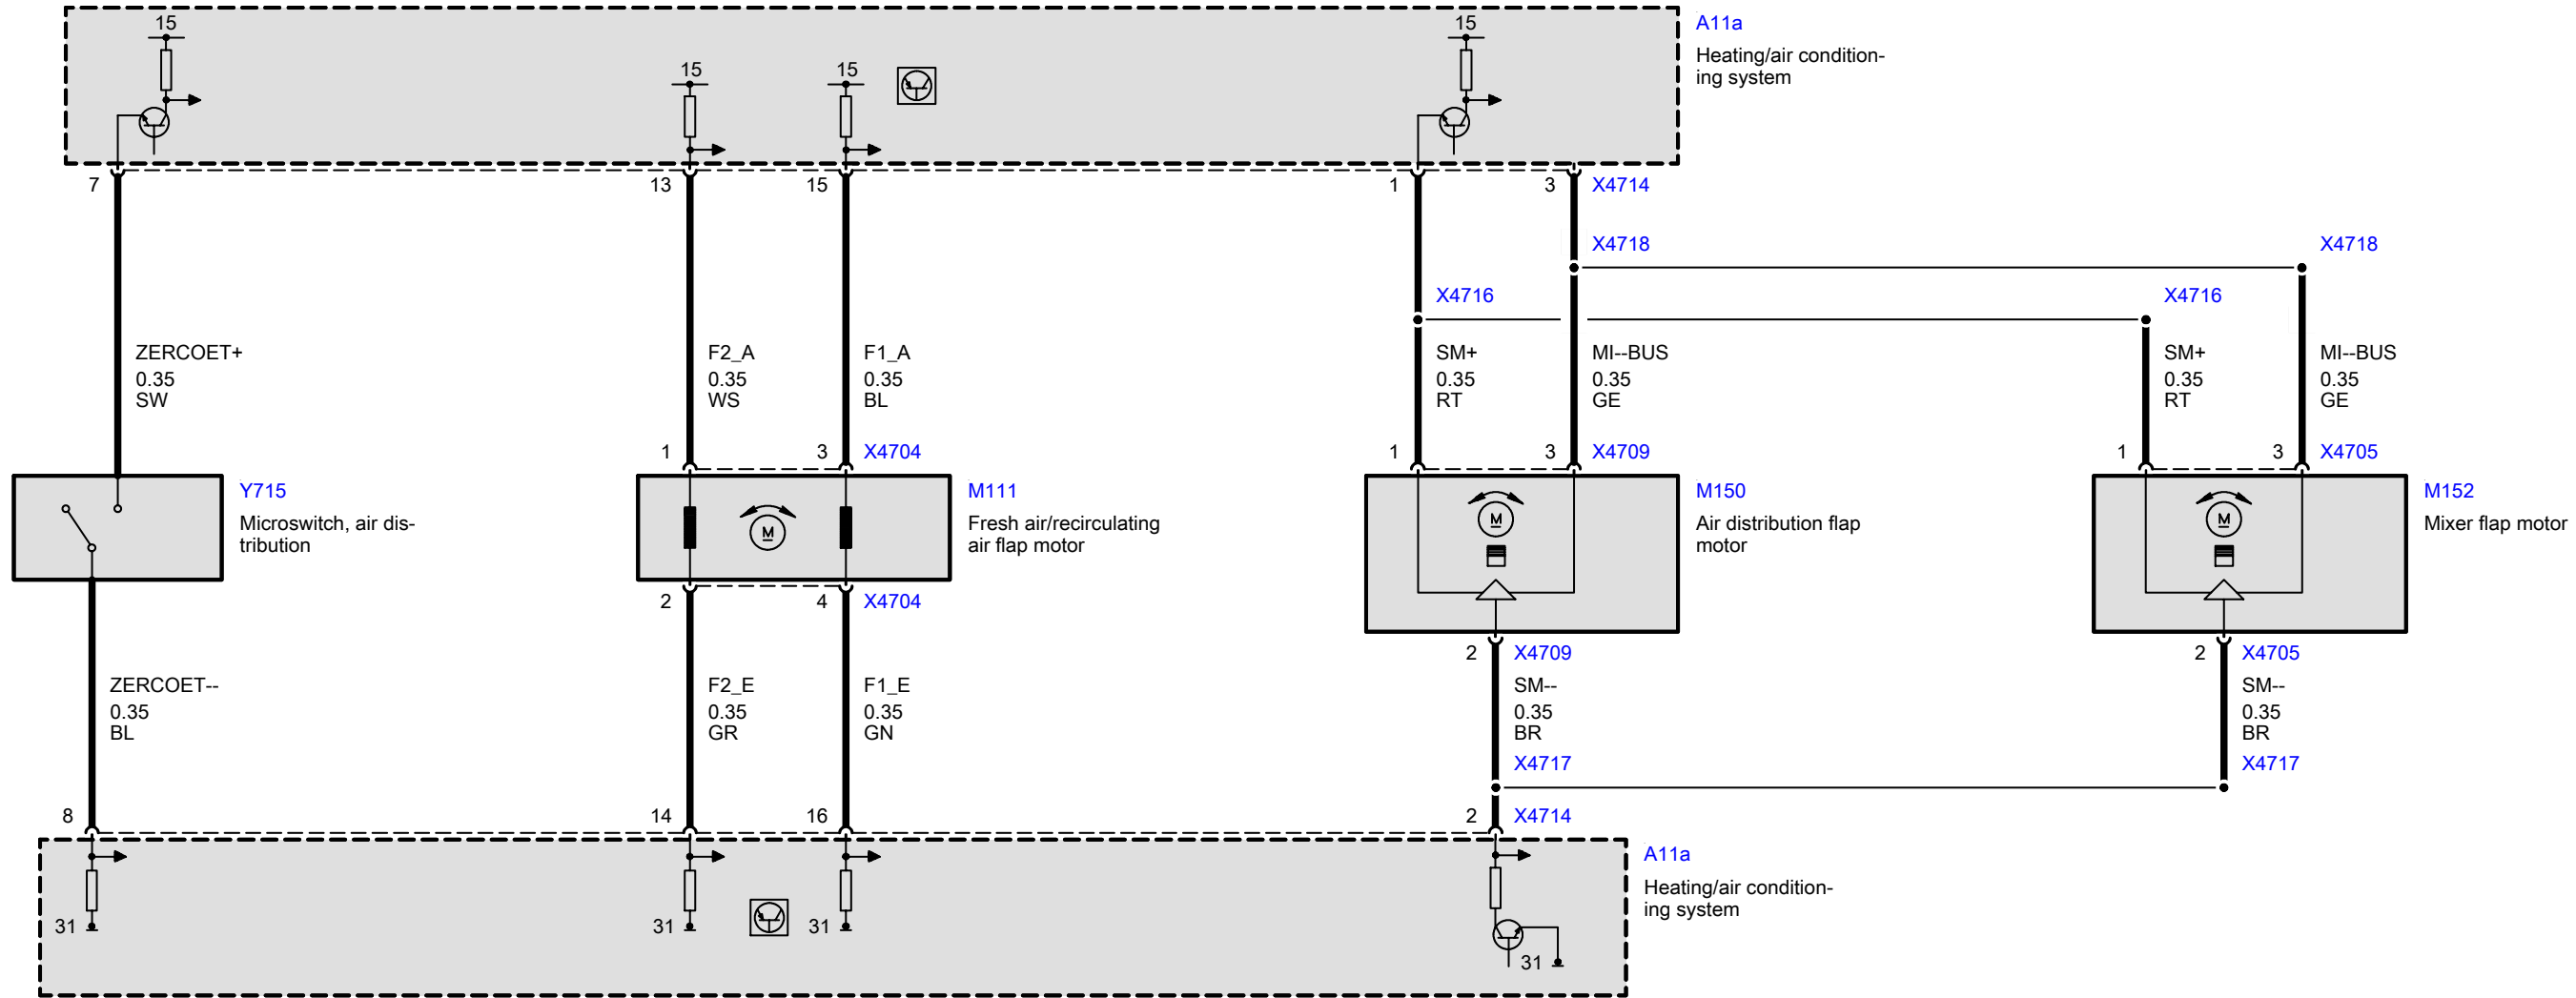 15
15
A11a
Heating/air condition-
ing system
15
15
7
13
15
1
3
X4714
X4718
X4718
X4716
X4716
ZERCOET+
0.35
SW
F2_A
0.35
WS
F1_A
0.35
BL
SM+
0.35
RT
MI--BUS
0.35
GE
SM+
0.35
RT
MI--BUS
0.35
GE
1
3
X4704
1
3
X4709
1
3
X4705
Y715
Microswitch, air dis-
tribution
M
M111
Fresh air/recirculating
air flap motor
M
M150
Air distribution flap
motor
M
M152
Mixer flap motor
2
4
X4704
2
X4709
2
X4705
ZERCOET--
0.35
BL
F2_E
0.35
GR
F1_E
0.35
GN
SM--
0.35
BR
SM--
0.35
BR
X4717
X4717
8
14
16
2
X4714
A11a
Heating/air condition-
ing system
31
31
31
31